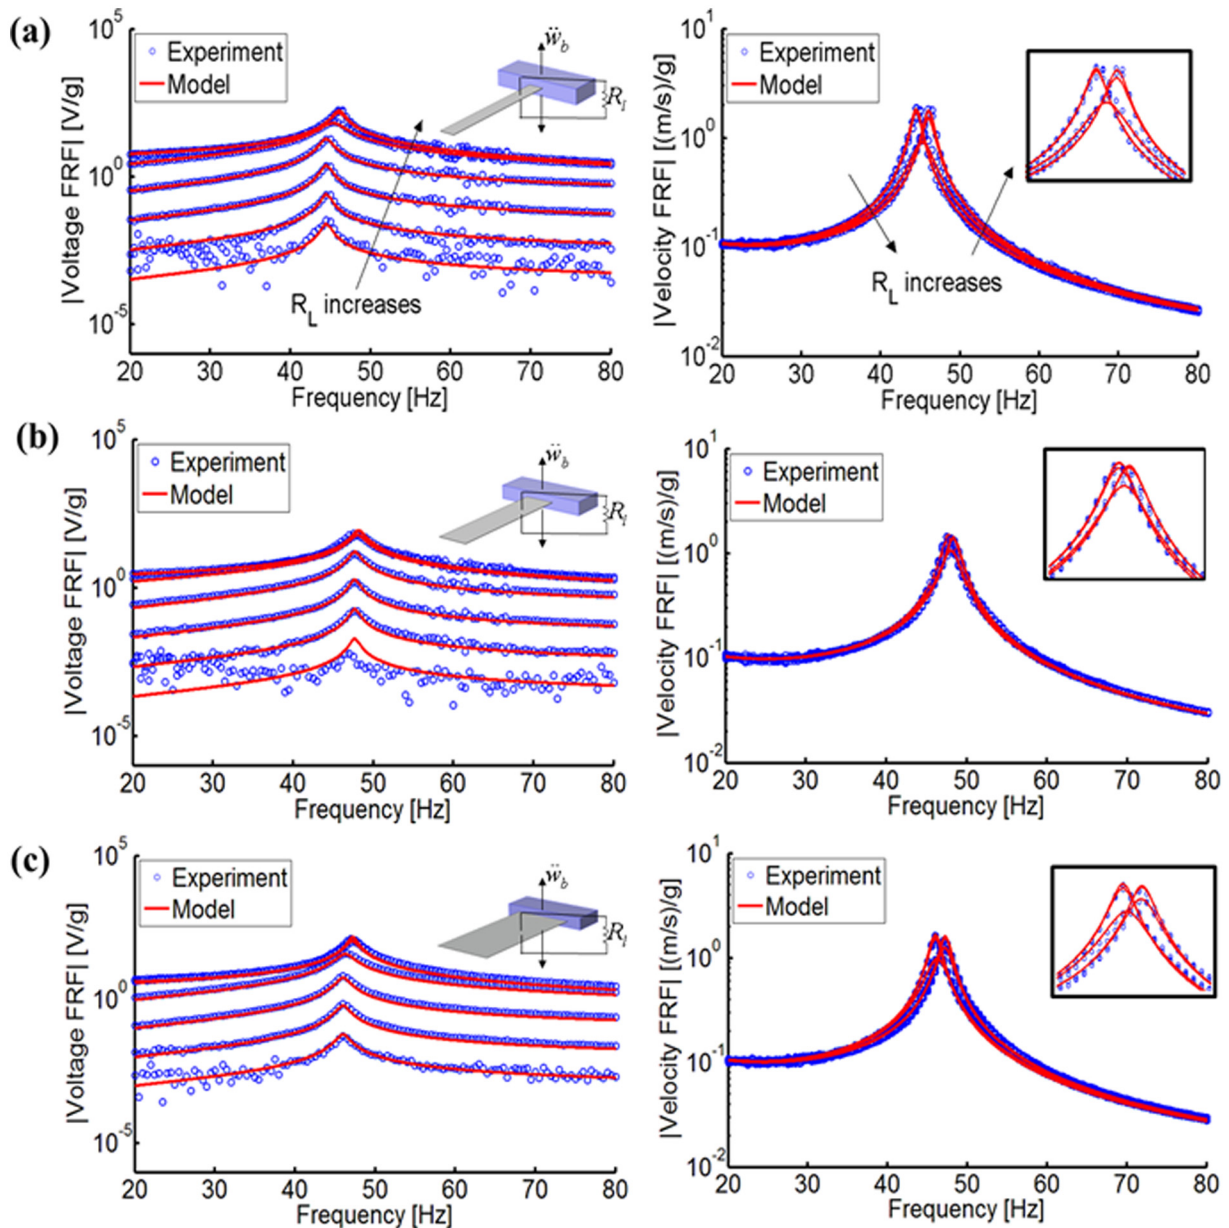 (a)
|Voltage FRF| [V/g]
10^5
10^0
10^-5
Experiment
Model
ẅ_b
R_l
R_L increases
20 30 40 50 60 70 80
Frequency [Hz]
|Velocity FRF| [(m/s)/g]
10^1
10^0
10^-1
10^-2
Experiment
Model
R_L increases
20 30 40 50 60 70 80
Frequency [Hz]
(b)
|Voltage FRF| [V/g]
10^5
10^0
10^-5
Experiment
Model
ẅ_b
R_l
20 30 40 50 60 70 80
Frequency [Hz]
|Velocity FRF| [(m/s)/g]
10^1
10^0
10^-1
10^-2
Experiment
Model
20 30 40 50 60 70 80
Frequency [Hz]
(c)
|Voltage FRF| [V/g]
10^5
10^0
10^-5
Experiment
Model
ẅ_b
R_l
20 30 40 50 60 70 80
Frequency [Hz]
|Velocity FRF| [(m/s)/g]
10^1
10^0
10^-1
10^-2
Experiment
Model
20 30 40 50 60 70 80
Frequency [Hz]